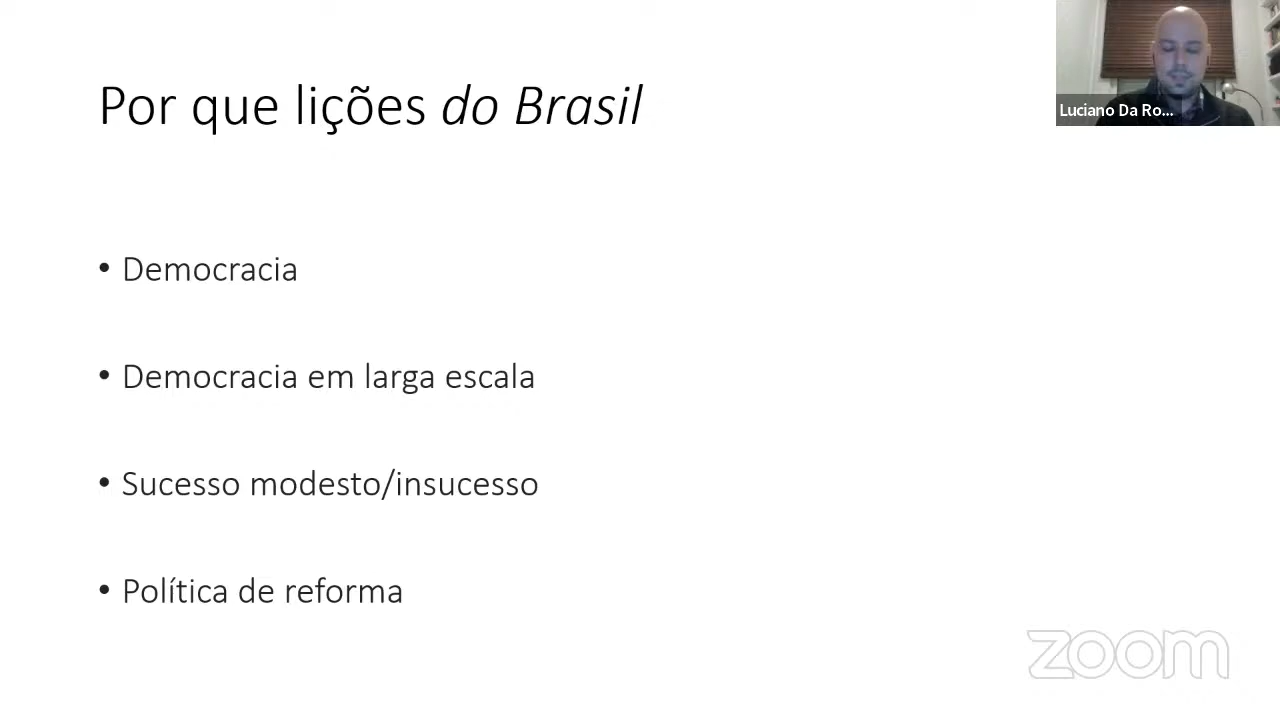 Por que lições do Brasil
Luciano Da Ro...
• Democracia
• Democracia em larga escala
• Sucesso modesto/insucesso
• Política de reforma
zoom